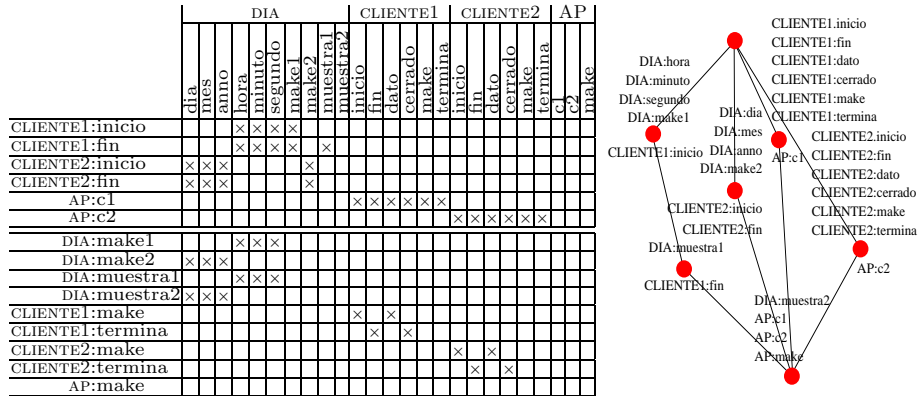 DIA CLIENTE1 CLIENTE2 AP
dia mes anno hora minuto segundo make1 make2 muestra1 muestra2 inicio fin dato cerrado make termina inicio fin dato cerrado make termina c1 c2 make
CLIENTE1:inicio × × × ×
CLIENTE1:fin × × × × ×
CLIENTE2:inicio × × × ×
CLIENTE2:fin × × × ×
AP:c1 × × × × × ×
AP:c2 × × × × × ×
DIA:make1 × × ×
DIA:make2 × × ×
DIA:muestra1 × × ×
DIA:muestra2 × × ×
CLIENTE1:make × ×
CLIENTE1:termina × ×
CLIENTE2:make × ×
CLIENTE2:termina × ×
AP:make
CLIENTE1.inicio
CLIENTE1:fin
CLIENTE1:dato
CLIENTE1:cerrado
CLIENTE1:make
CLIENTE1:termina
DIA:hora
DIA:minuto
DIA:segundo
DIA:make1
CLIENTE1:inicio
DIA:dia
DIA:mes
DIA:anno
DIA:make2
AP:c1
CLIENTE2.inicio
CLIENTE2:fin
CLIENTE2:dato
CLIENTE2:cerrado
CLIENTE2:make
CLIENTE2:termina
CLIENTE2:inicio
CLIENTE2:fin
DIA:muestra1
CLIENTE1:fin
AP:c2
DIA:muestra2
AP:c1
AP:c2
AP:make